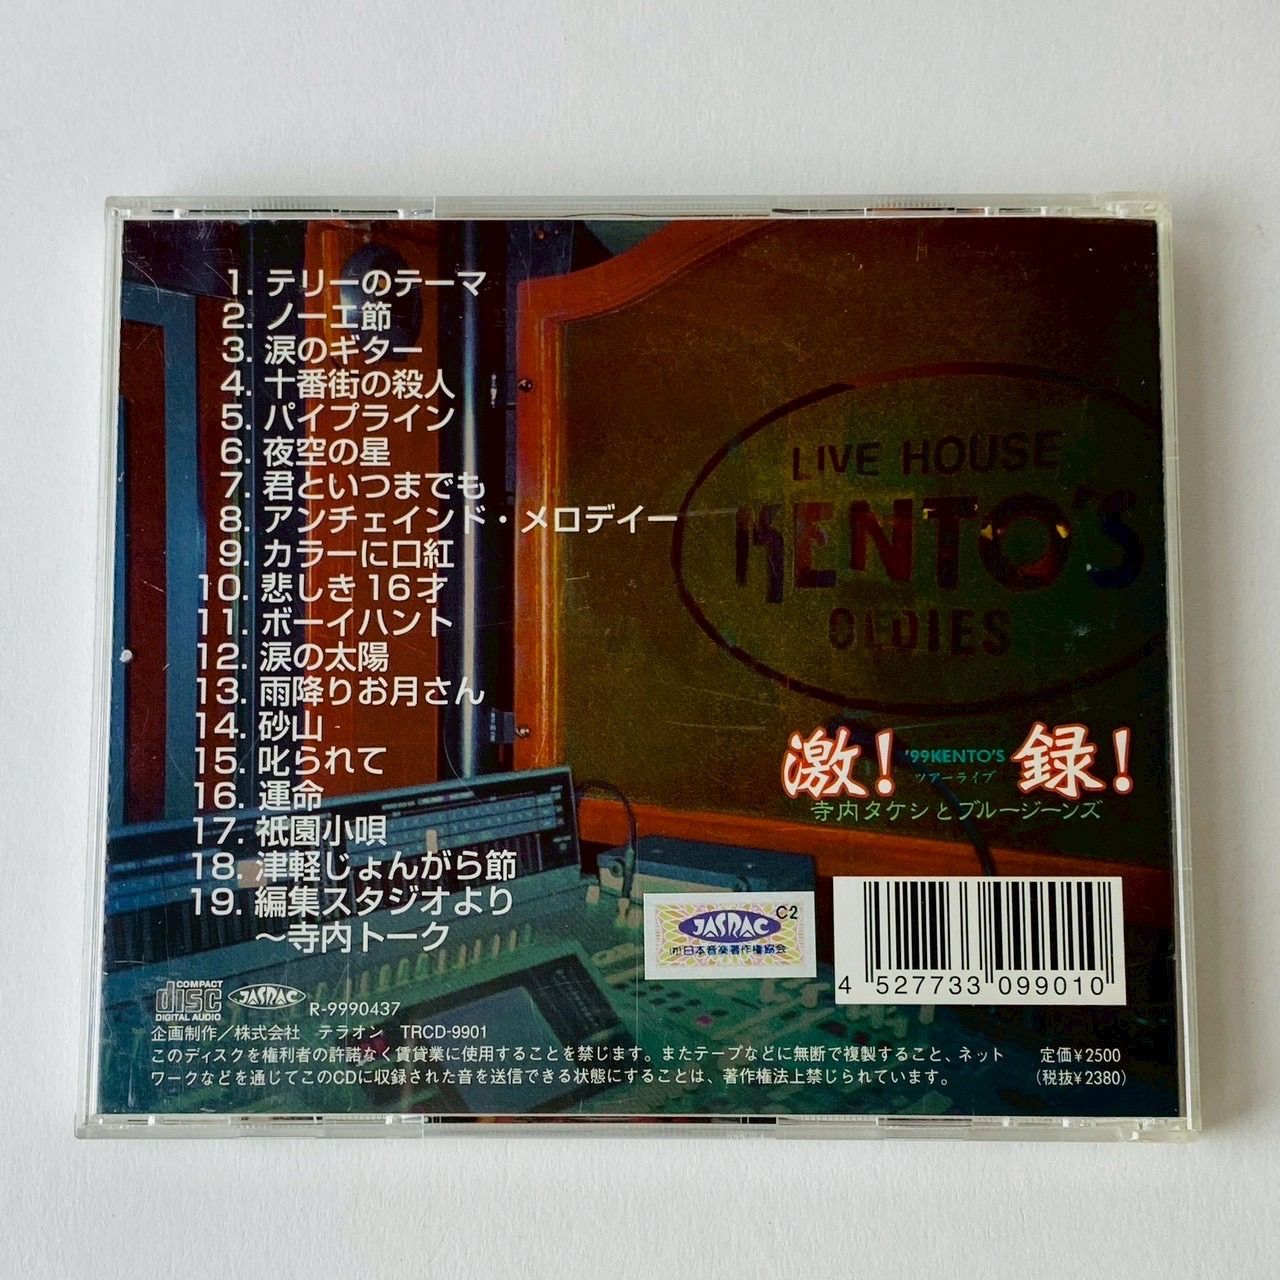 1. テリーのテーマ
2. ノーエ節
3. 涙のギター
4. 十番街の殺人
5. パイプライン
6. 夜空の星
7. 君といつまでも
8. アンチェインド・メロデイー
9. カラーに口紅
10. 悲しき16才
11. ボーイハント
12. 涙の太陽
13. 雨降りお月さん
14. 砂山
15. 叱られて
16. 運命
17. 祇園小唄
18. 津軽じょんがら節
19. 編集スタジオより
～寺内トーク
LIVE HOUSE
KENTO'S
OLDIES
激! '99KENTO'S ツアーライブ 録!
寺内タケシとブルージーンズ
JASRAC C2
(社)日本音楽著作権協会
4 527733 099010
COMPACT disc DIGITAL AUDIO
JASRAC
R-9990437
企画制作／株式会社 テラオン TRCD-9901
このディスクを権利者の許諾なく賃貸業に使用することを禁じます。またテープなどに無断で複製すること、ネット
ワークなどを通じてこのCDに収録された音を送信できる状態にすることは、著作権法上禁じられています。
定価¥2500
(税抜¥2380)